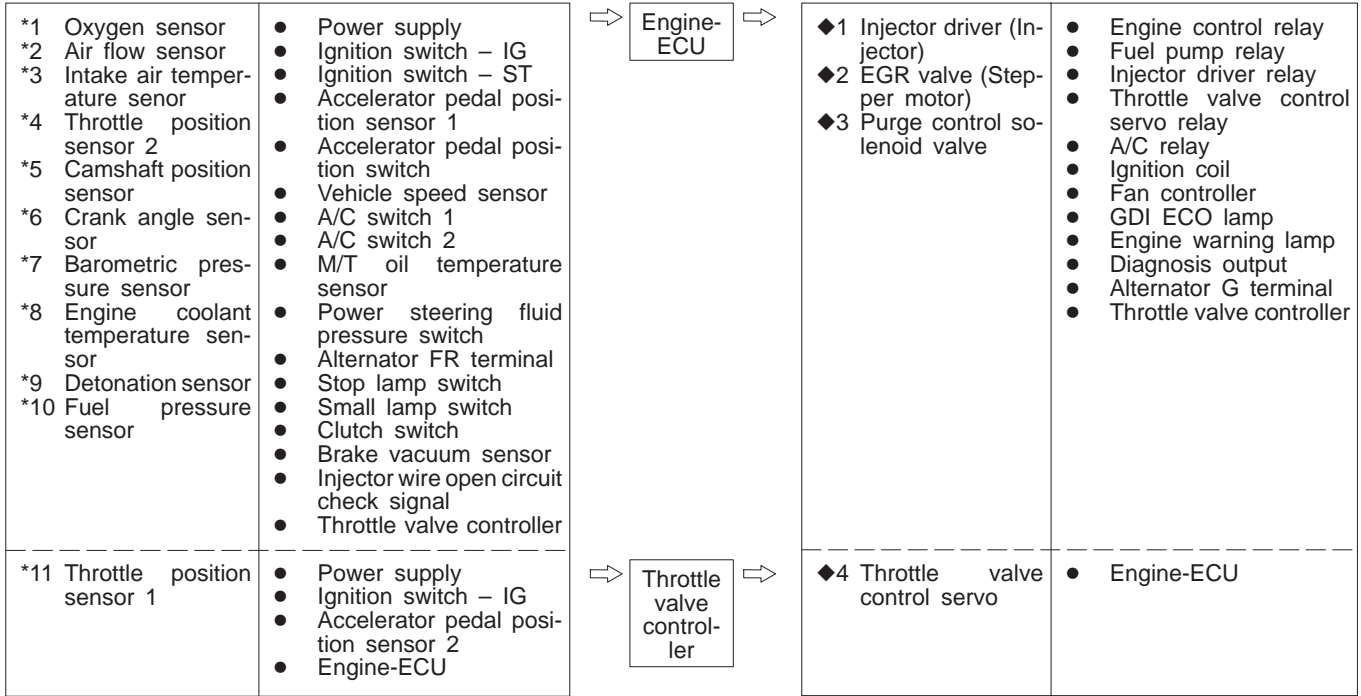 *1 Oxygen sensor
*2 Air flow sensor
*3 Intake air temper-
ature senor
*4 Throttle position
sensor 2
*5 Camshaft position
sensor
*6 Crank angle sen-
sor
*7 Barometric pres-
sure sensor
*8 Engine coolant
temperature sen-
sor
*9 Detonation sensor
*10 Fuel pressure
sensor
● Power supply
● Ignition switch – IG
● Ignition switch – ST
● Accelerator pedal posi-
tion sensor 1
● Accelerator pedal posi-
tion switch
● Vehicle speed sensor
● A/C switch 1
● A/C switch 2
● M/T oil temperature
sensor
● Power steering fluid
pressure switch
● Alternator FR terminal
● Stop lamp switch
● Small lamp switch
● Clutch switch
● Brake vacuum sensor
● Injector wire open circuit
check signal
● Throttle valve controller
⇨ Engine- ⇨
ECU
◆1 Injector driver (In-
jector)
◆2 EGR valve (Step-
per motor)
◆3 Purge control so-
lenoid valve
● Engine control relay
● Fuel pump relay
● Injector driver relay
● Throttle valve control
servo relay
● A/C relay
● Ignition coil
● Fan controller
● GDI ECO lamp
● Engine warning lamp
● Diagnosis output
● Alternator G terminal
● Throttle valve controller
*11 Throttle position
sensor 1
● Power supply
● Ignition switch – IG
● Accelerator pedal posi-
tion sensor 2
● Engine-ECU
⇨ Throttle ⇨
valve
control-
ler
◆4 Throttle valve
control servo
● Engine-ECU